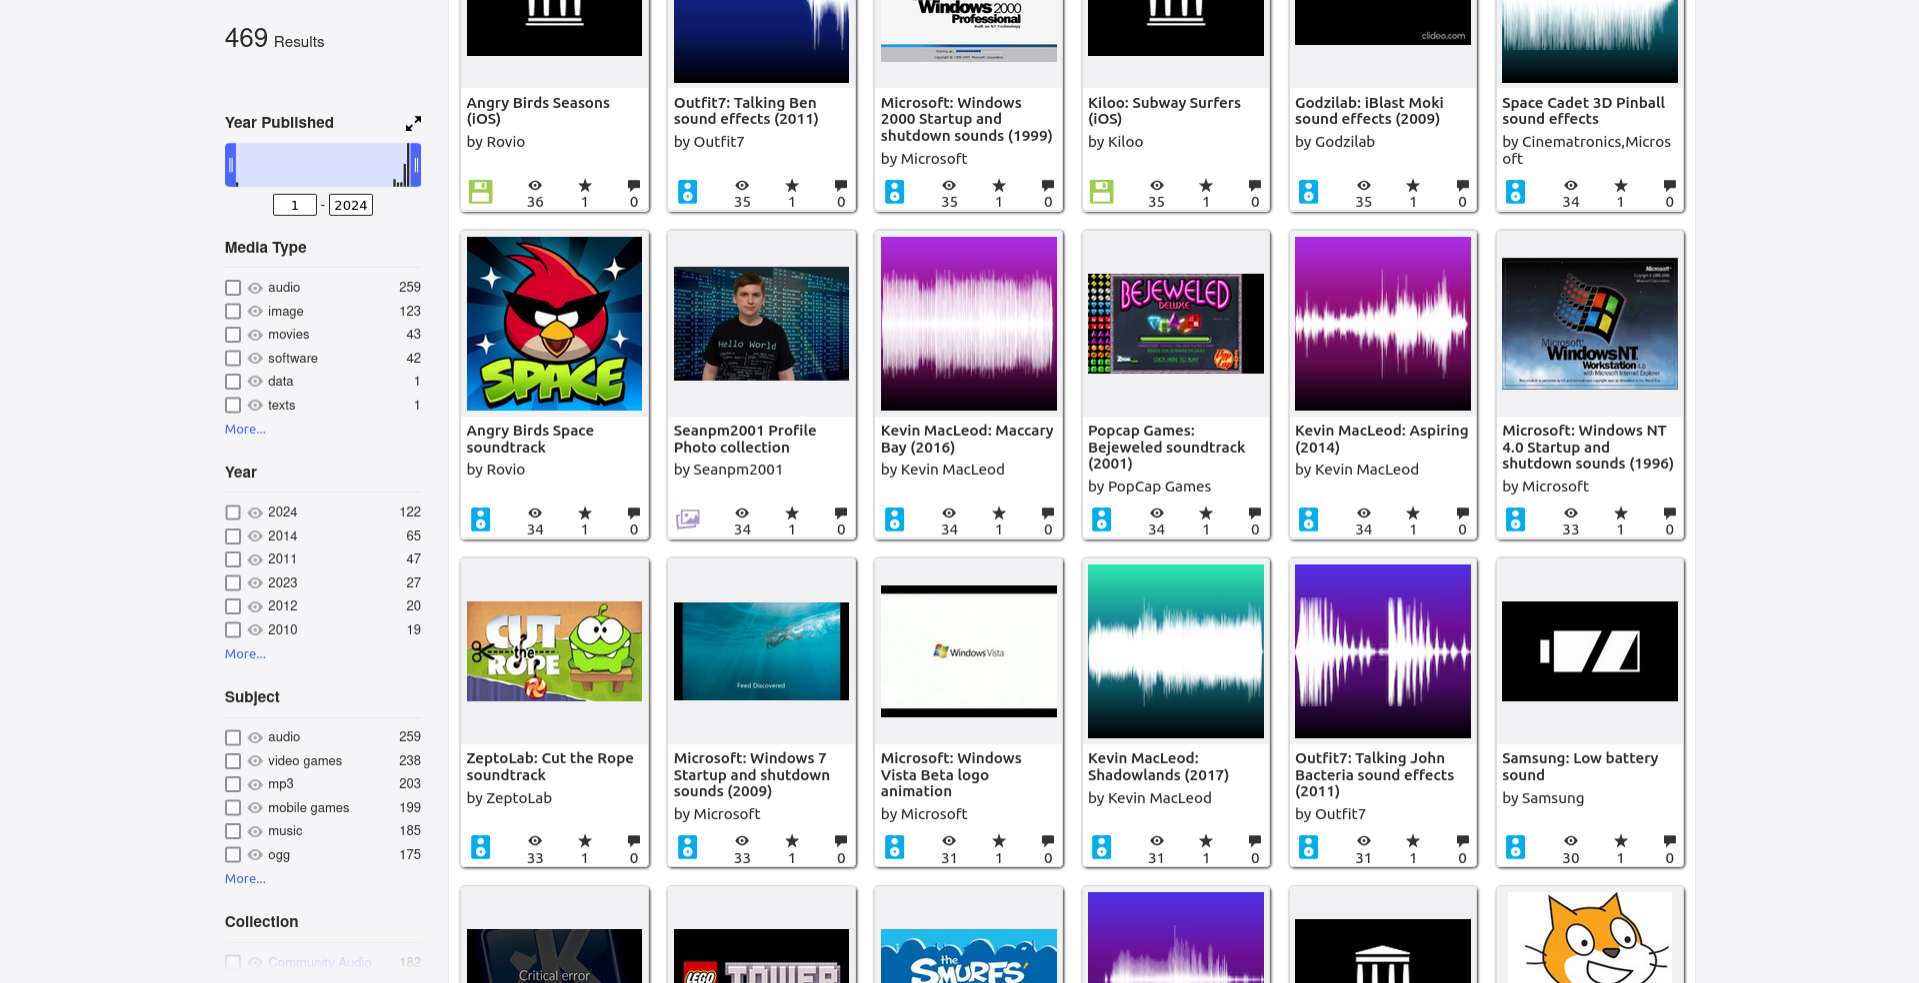 469 Results
Year Published
1 - 2024
Media Type
audio 259
image 123
movies 43
software 42
data 1
texts 1
More...
Year
2024 122
2014 65
2011 47
2023 27
2012 20
2010 19
More...
Subject
audio 259
video games 238
mp3 203
mobile games 199
music 185
ogg 175
More...
Collection
Community Audio 182
Angry Birds Seasons
(iOS)
by Rovio
36 1 0
Outfit7: Talking Ben
sound effects (2011)
by Outfit7
35 1 0
Windows 2000
Professional
Microsoft: Windows
2000 Startup and
shutdown sounds (1999)
by Microsoft
35 1 0
Kiloo: Subway Surfers
(iOS)
by Kiloo
35 1 0
clideo.com
Godzilab: iBlast Moki
sound effects (2009)
by Godzilab
35 1 0
Space Cadet 3D Pinball
sound effects
by Cinematronics,Micros
oft
34 1 0
SPACE
Angry Birds Space
soundtrack
by Rovio
34 1 0
Hello World
Seanpm2001 Profile
Photo collection
by Seanpm2001
34 1 0
Kevin MacLeod: Maccary
Bay (2016)
by Kevin MacLeod
34 1 0
BEJEWELED
DELUXE
Popcap Games:
Bejeweled soundtrack
(2001)
by PopCap Games
34 1 0
Kevin MacLeod: Aspiring
(2014)
by Kevin MacLeod
34 1 0
Microsoft
Microsoft
WindowsNT
Workstation 4.0
with Microsoft Internet Explorer
Microsoft: Windows NT
4.0 Startup and
shutdown sounds (1996)
by Microsoft
33 1 0
CUT
the
ROPE
ZeptoLab: Cut the Rope
soundtrack
by ZeptoLab
33 1 0
Feed Discovered
Microsoft: Windows 7
Startup and shutdown
sounds (2009)
by Microsoft
33 1 0
Windows Vista
Microsoft: Windows
Vista Beta logo
animation
by Microsoft
31 1 0
Kevin MacLeod:
Shadowlands (2017)
by Kevin MacLeod
31 1 0
Outfit7: Talking John
Bacteria sound effects
(2011)
by Outfit7
31 1 0
Samsung: Low battery
sound
by Samsung
30 1 0
Critical error
LEGO TOWER
the
SMURFS'